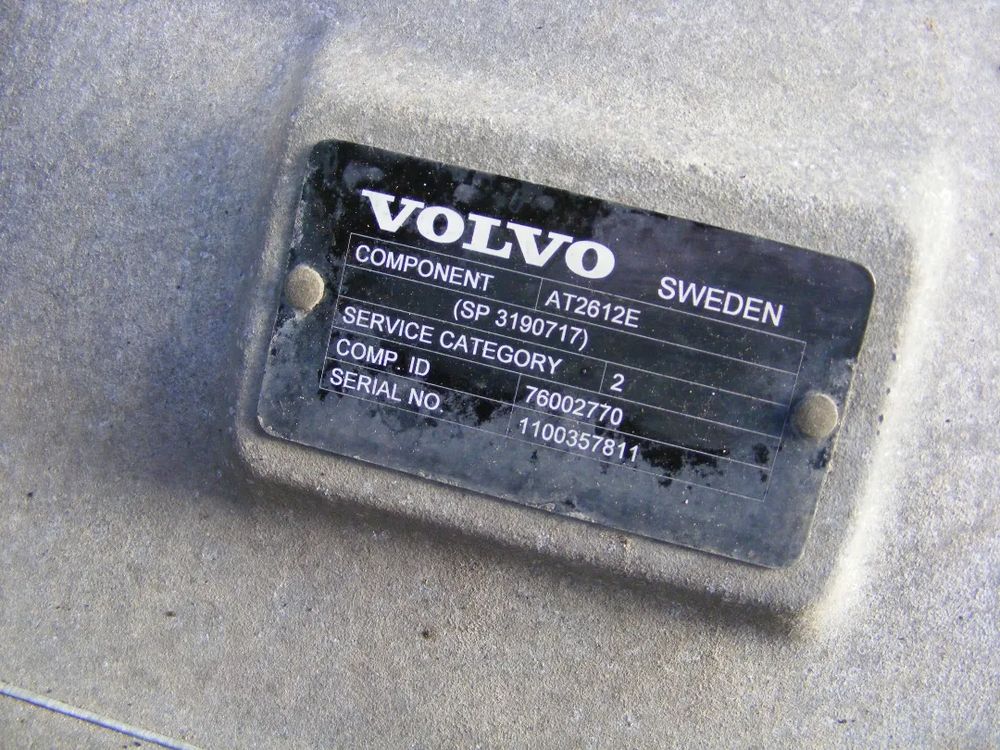 VOLVO SWEDEN
COMPONENT AT2612E
(SP 3190717)
SERVICE CATEGORY 2
COMP. ID 76002770
SERIAL NO. 1100357811